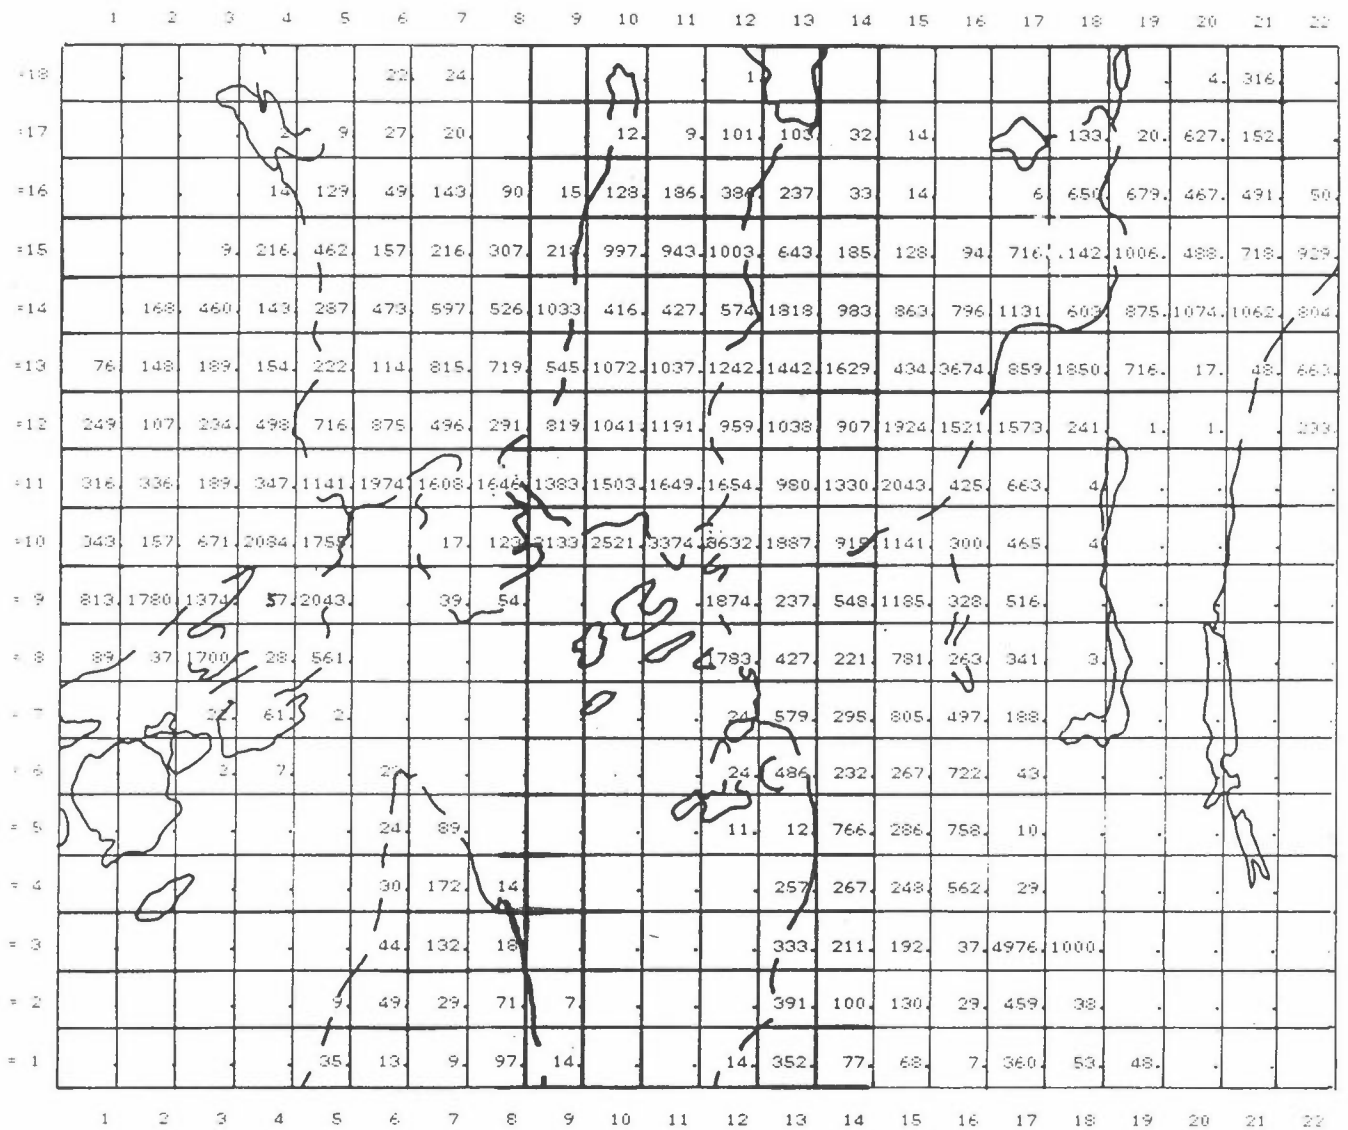 1 2 3 4 5 6 7 8 9 10 11 12 13 14 15 16 17 18 19 20 21 22
=18 . . . . 22. 24. . . . 1. . . . . . . 4. 316.
=17 . . . 2. 9. 27. 20. . . 12. 9. 101. 103. 32. 14. . . 133. 20. 627. 152.
=16 . . . 14. 129. 49. 143. 90. 15. 128. 186. 386. 237. 33. 14. . 6. 650. 679. 467. 491. 50.
=15 . . 9. 216. 462. 157. 216. 307. 218. 997. 943. 1003. 643. 185. 128. 94. 716. .142. 1006. 488. 718. 929.
=14 . 168. 460. 143. 287. 473. 597. 526. 1033. 416. 427. 574. 1818. 983. 863. 796. 1131. 603. 875. 1074. 1062. 804.
=13 76. 148. 189. 154. 222. 114. 815. 719. 545. 1072. 1037. 1242. 1442. 1629. 434. 3674. 859. 1850. 716. 17. 48. 663.
=12 249. 107. 234. 498. 716. 875. 496. 291. 819. 1041. 1191. 959. 1038. 907. 1924. 1521. 1573. 241. 1. 1. . 233.
=11 316. 336. 189. 347. 1141. 1974. 1608. 1646. 1383. 1503. 1649. 1654. 980. 1330. 2043. 425. 663. 4.
=10 343. 157. 671. 2084. 1755. . 17. 123. 3133. 2521. 3374. 3632. 1887. 915. 1141. 300. 465. 4.
= 9 813. 1780. 1374. 57. 2043. . 39. 54. . . . 1874. 237. 548. 1185. 328. 516. . . . .
= 8 89. 37. 1700. 28. 561. . . . . . . 1783. 427. 221. 781. 263. 341. 3. . . .
= 7 . . 22. 61. 2. . . . . . . 24. 579. 295. 805. 497. 188. . . . .
= 6 . . 2. 7. . . . . . . 24. 486. 232. 267. 722. 43. . . . .
= 5 . . . . . 24. 89. . . . . 11. 12. 766. 286. 758. 10. . . . .
= 4 . . . . . 30. 172. 14. . . . . 257. 267. 248. 562. 29. . . . .
= 3 . . . . . 44. 132. 18. . . . . 333. 211. 192. 37. 4976. 1000. . . .
= 2 . . . . 9. 49. 29. 71. 7. . . . 391. 100. 130. 29. 459. 38. . . .
= 1 . . . . 35. 13. 9. 97. 14. . . 14. 352. 77. 68. 7. 360. 53. 48. . .
1 2 3 4 5 6 7 8 9 10 11 12 13 14 15 16 17 18 19 20 21 22